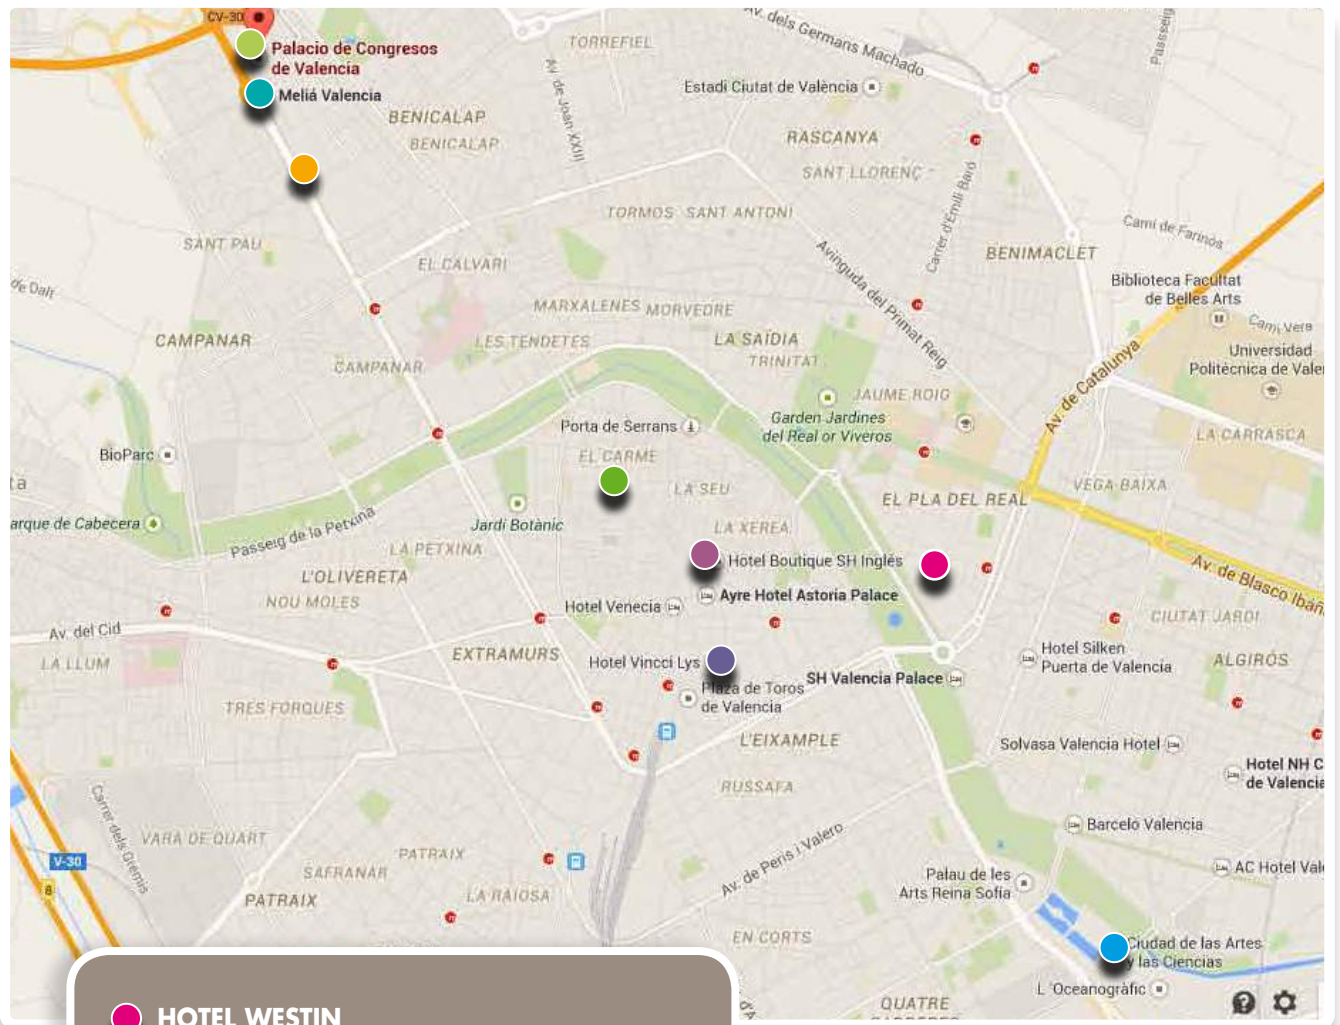 CV-30
Palacio de Congresos
de Valencia
Meliá Valencia
TORREFIEL
Av. de Joan XXIII
Av. dels Germans Machado
Estadi Ciutat de València
BENICALAP
BENICALAP
RASCANYA
SANT LLORENÇ
Carrer d'Emili Baró
TORMOS
SANT ANTONI
SANT PAU
EL CALVARI
Avinguda del Primat Reig
BENIMACLET
Camí de Farinós
Biblioteca Facultat
de Belles Arts
Camí Vera
Universidad
Politécnica de Valen
de Dalt
MARXALENES
MORVEDRE
CAMPANAR
LES TENDETES
LA SAÏDIA
TRINITAT
CAMPANAR
JAUME ROIG
Av. de Catalunya
Porta de Serrans
Garden Jardines
del Real or Viveros
LA CARRASCA
BioParc
EL CARME
LA SEU
EL PLA DEL REAL
VEGA BAIXA
arque de Cabecera
Jardí Botànic
Passeig de la Petxina
LA PETXINA
LA XEREA
Hotel Boutique SH Inglés
L'OLIVERETA
NOU MOLES
Hotel Venecia
Ayre Hotel Astoria Palace
Av. de Blasco Ibáñ
CIUTAT JARDÍ
Av. del Cid
LA LLUM
EXTRAMURS
Hotel Vincci Lys
SH Valencia Palace
Hotel Silken
Puerta de Valencia
ALGIRÓS
Plaza de Toros
de Valencia
TRES FORQUES
L'EIXAMPLE
Solvasa Valencia Hotel
Hotel NH C
de Valencia
RUSSAFA
Carrer dels Gremis
Barceló Valencia
VARA DE QUART
PATRAIX
Av. de Peris i Valero
V-30
8
SAFRANAR
AC Hotel Vale
Palau de les
Arts Reina Sofía
PATRAIX
LA RAIOSA
EN CORTS
Ciudad de las Artes
y las Ciencias
L 'Oceanogràfic
QUATRE
HOTEL WESTIN